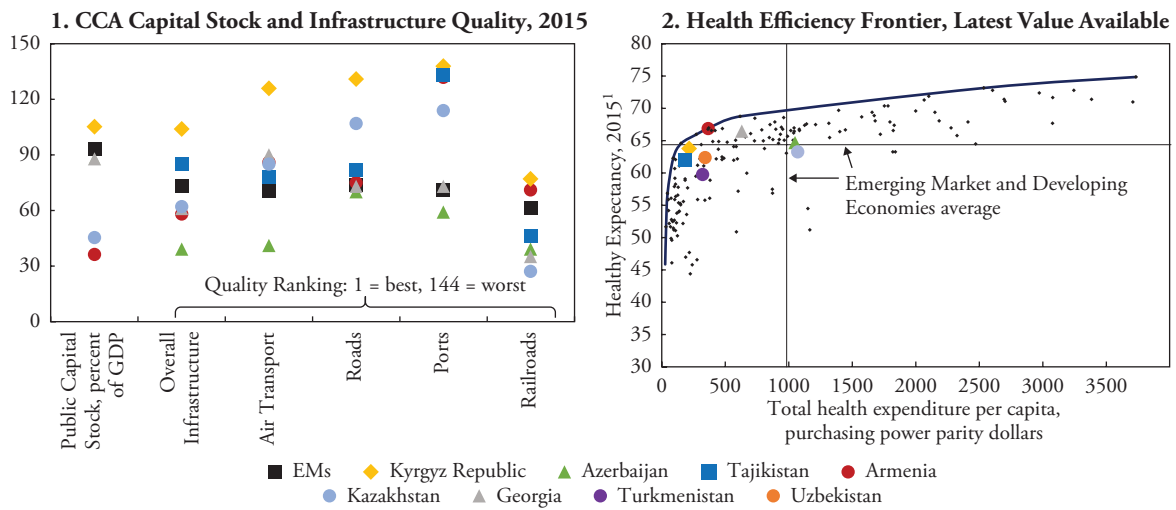 1. CCA Capital Stock and Infrastructure Quality, 2015
150
120
90
60
30
0
Quality Ranking: 1 = best, 144 = worst
Public Capital
Stock, percent
of GDP
Overall
Infrastructure
Air Transport
Roads
Ports
Railroads
2. Health Efficiency Frontier, Latest Value Available
Healthy Expectancy, 2015¹
80
75
70
65
60
55
50
45
40
35
30
Emerging Market and Developing
Economies average
0 500 1000 1500 2000 2500 3000 3500
Total health expenditure per capita,
purchasing power parity dollars
EMs Kyrgyz Republic Azerbaijan Tajikistan Armenia
Kazakhstan Georgia Turkmenistan Uzbekistan